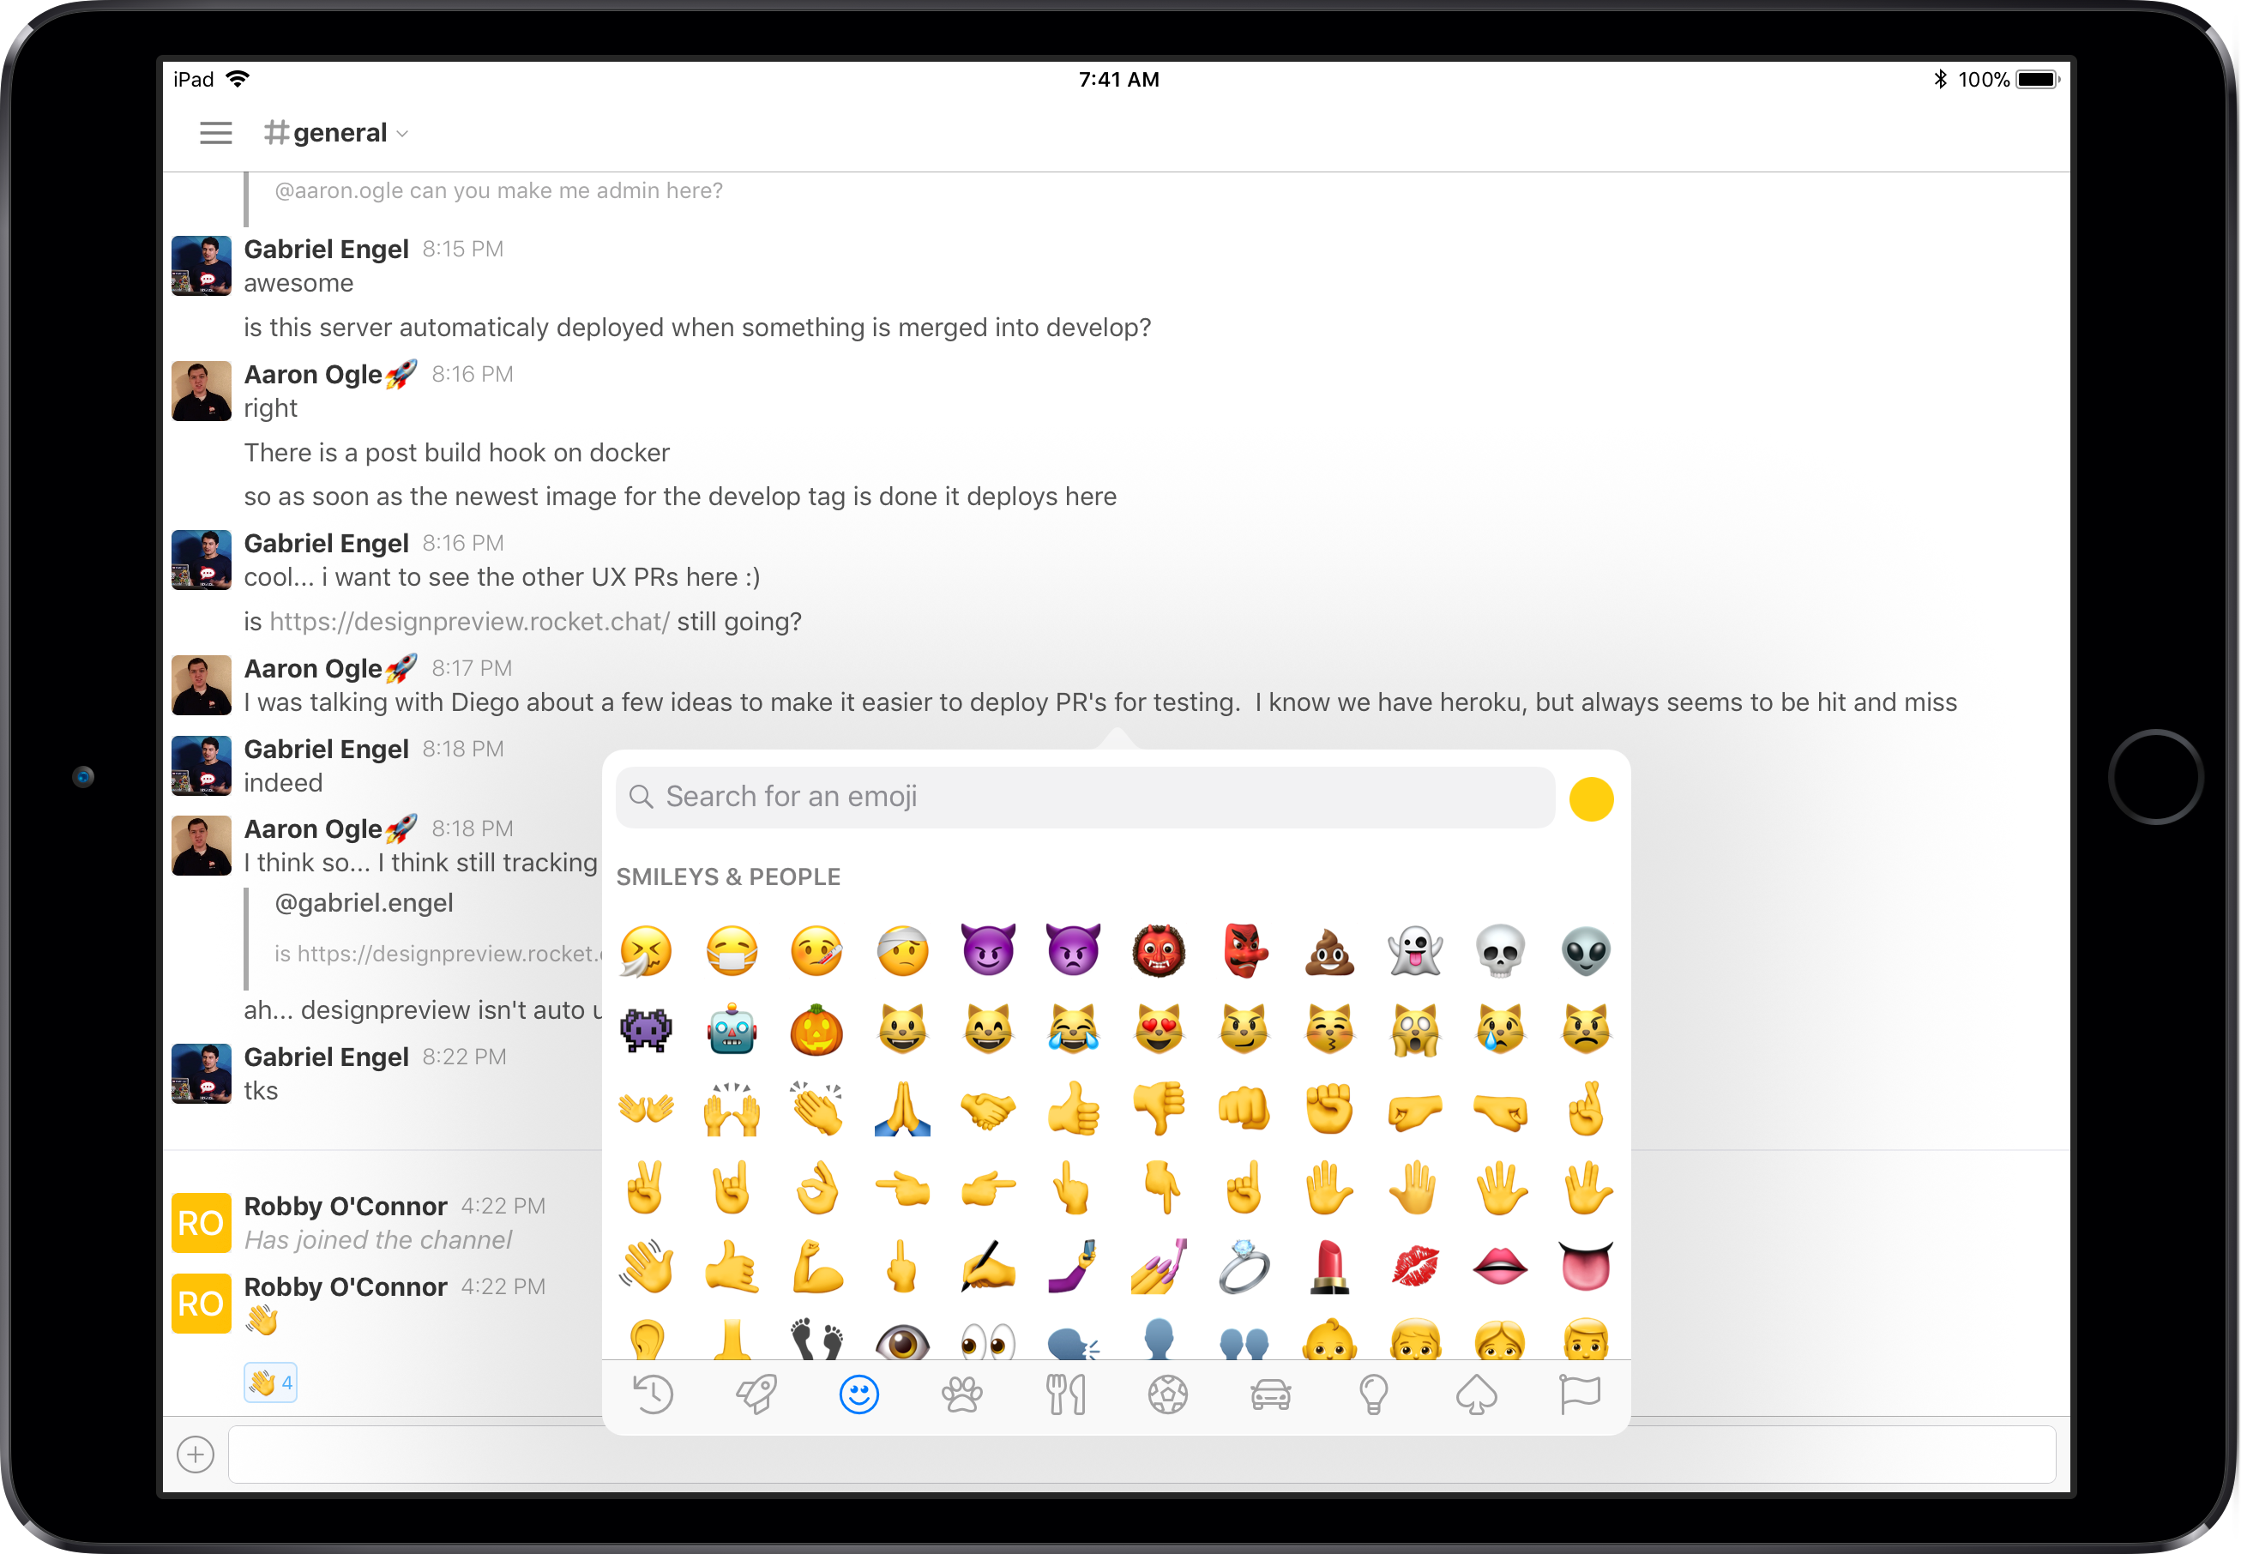 iPad 7:41 AM 100%
#general
@aaron.ogle can you make me admin here?
Gabriel Engel 8:15 PM
awesome
is this server automaticaly deployed when something is merged into develop?
Aaron Ogle🚀 8:16 PM
right
There is a post build hook on docker
so as soon as the newest image for the develop tag is done it deploys here
Gabriel Engel 8:16 PM
cool... i want to see the other UX PRs here :)
is https://designpreview.rocket.chat/ still going?
Aaron Ogle🚀 8:17 PM
I was talking with Diego about a few ideas to make it easier to deploy PR's for testing.  I know we have heroku, but always seems to be hit and miss
Gabriel Engel 8:18 PM
indeed
Aaron Ogle🚀 8:18 PM
I think so... I think still tracking
@gabriel.engel
is https://designpreview.rocket.
ah... designpreview isn't auto u
Gabriel Engel 8:22 PM
tks
RO
Robby O'Connor 4:22 PM
Has joined the channel
RO
Robby O'Connor 4:22 PM
👋
👋 4
Search for an emoji
SMILEYS & PEOPLE